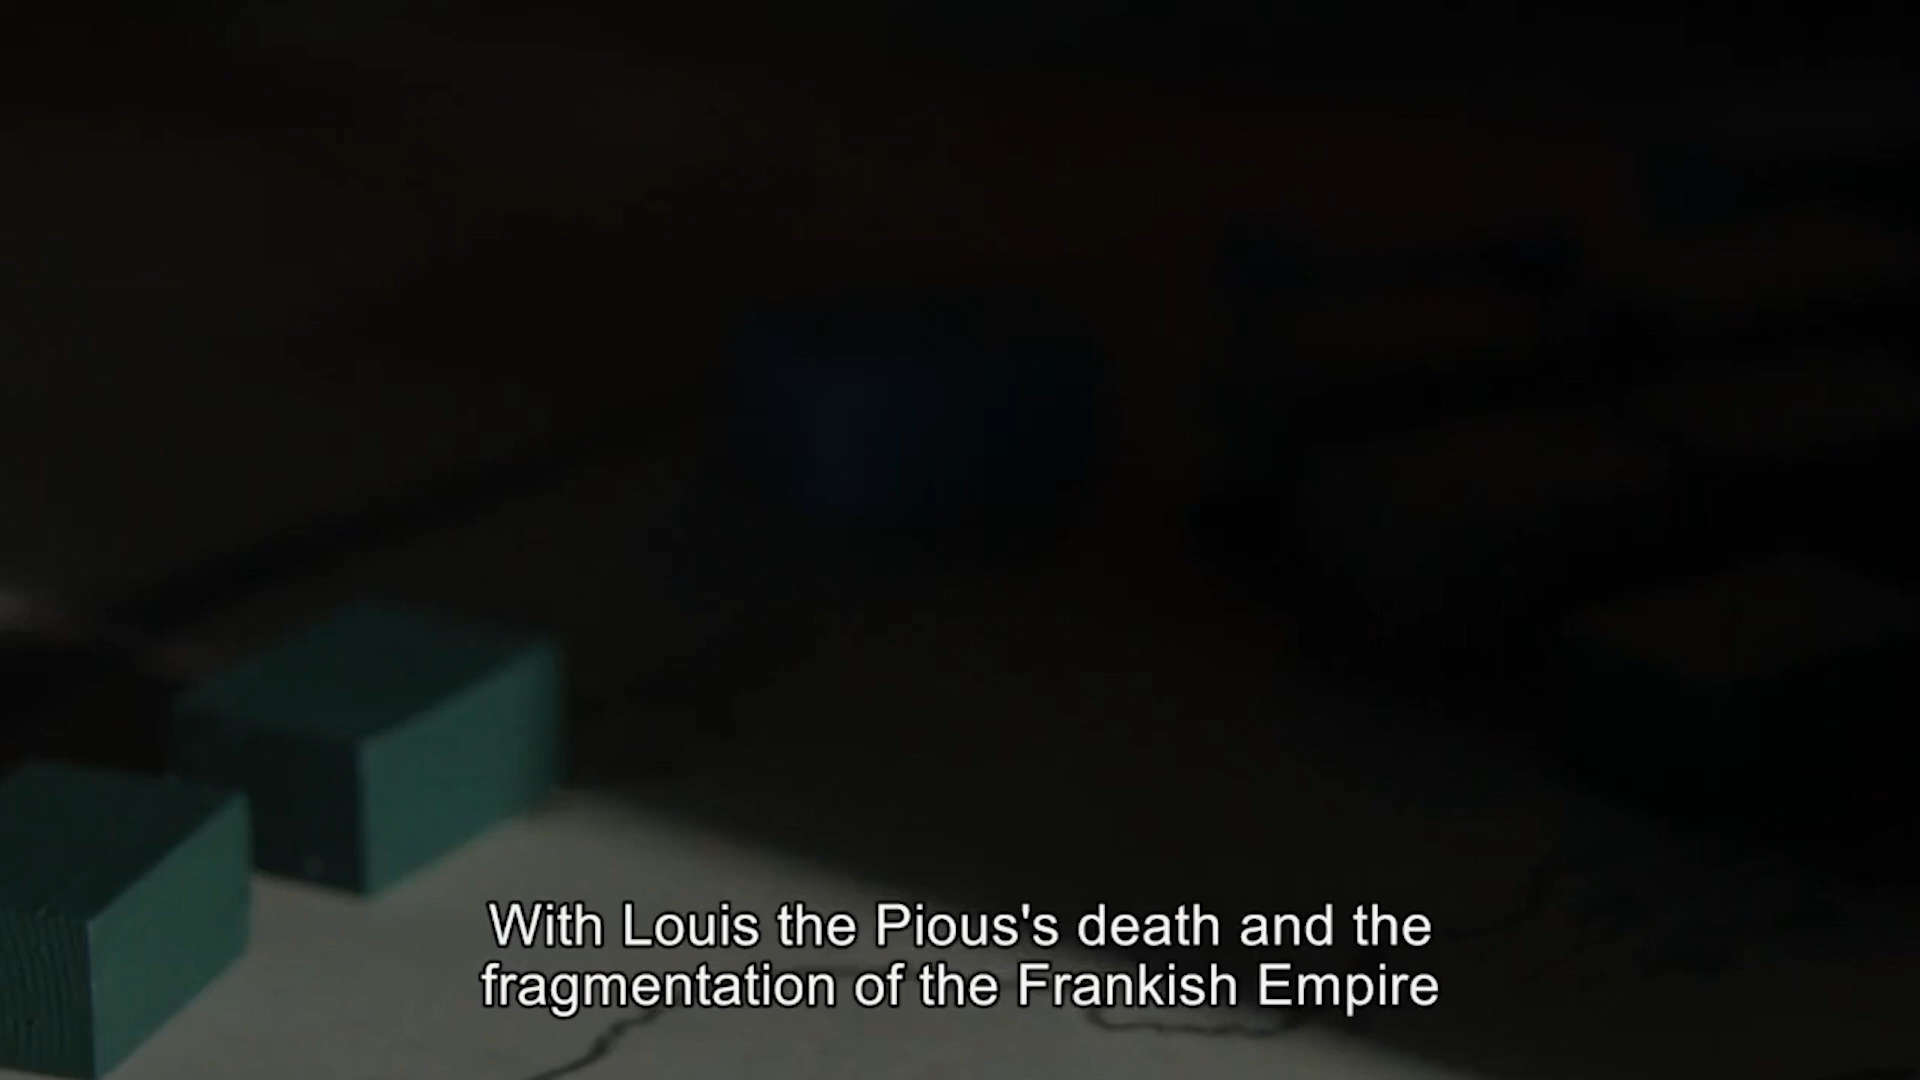 With Louis the Pious's death and the
fragmentation of the Frankish Empire